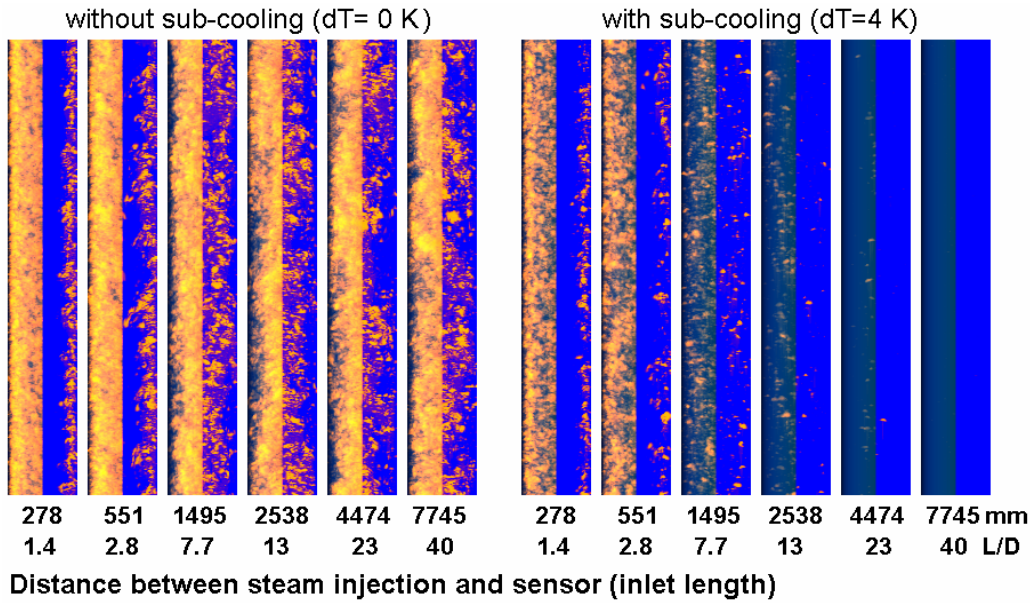 without sub-cooling (dT= 0 K)
with sub-cooling (dT=4 K)
278 551 1495 2538 4474 7745
278 551 1495 2538 4474 7745 mm
1.4 2.8 7.7 13 23 40
1.4 2.8 7.7 13 23 40 L/D
Distance between steam injection and sensor (inlet length)